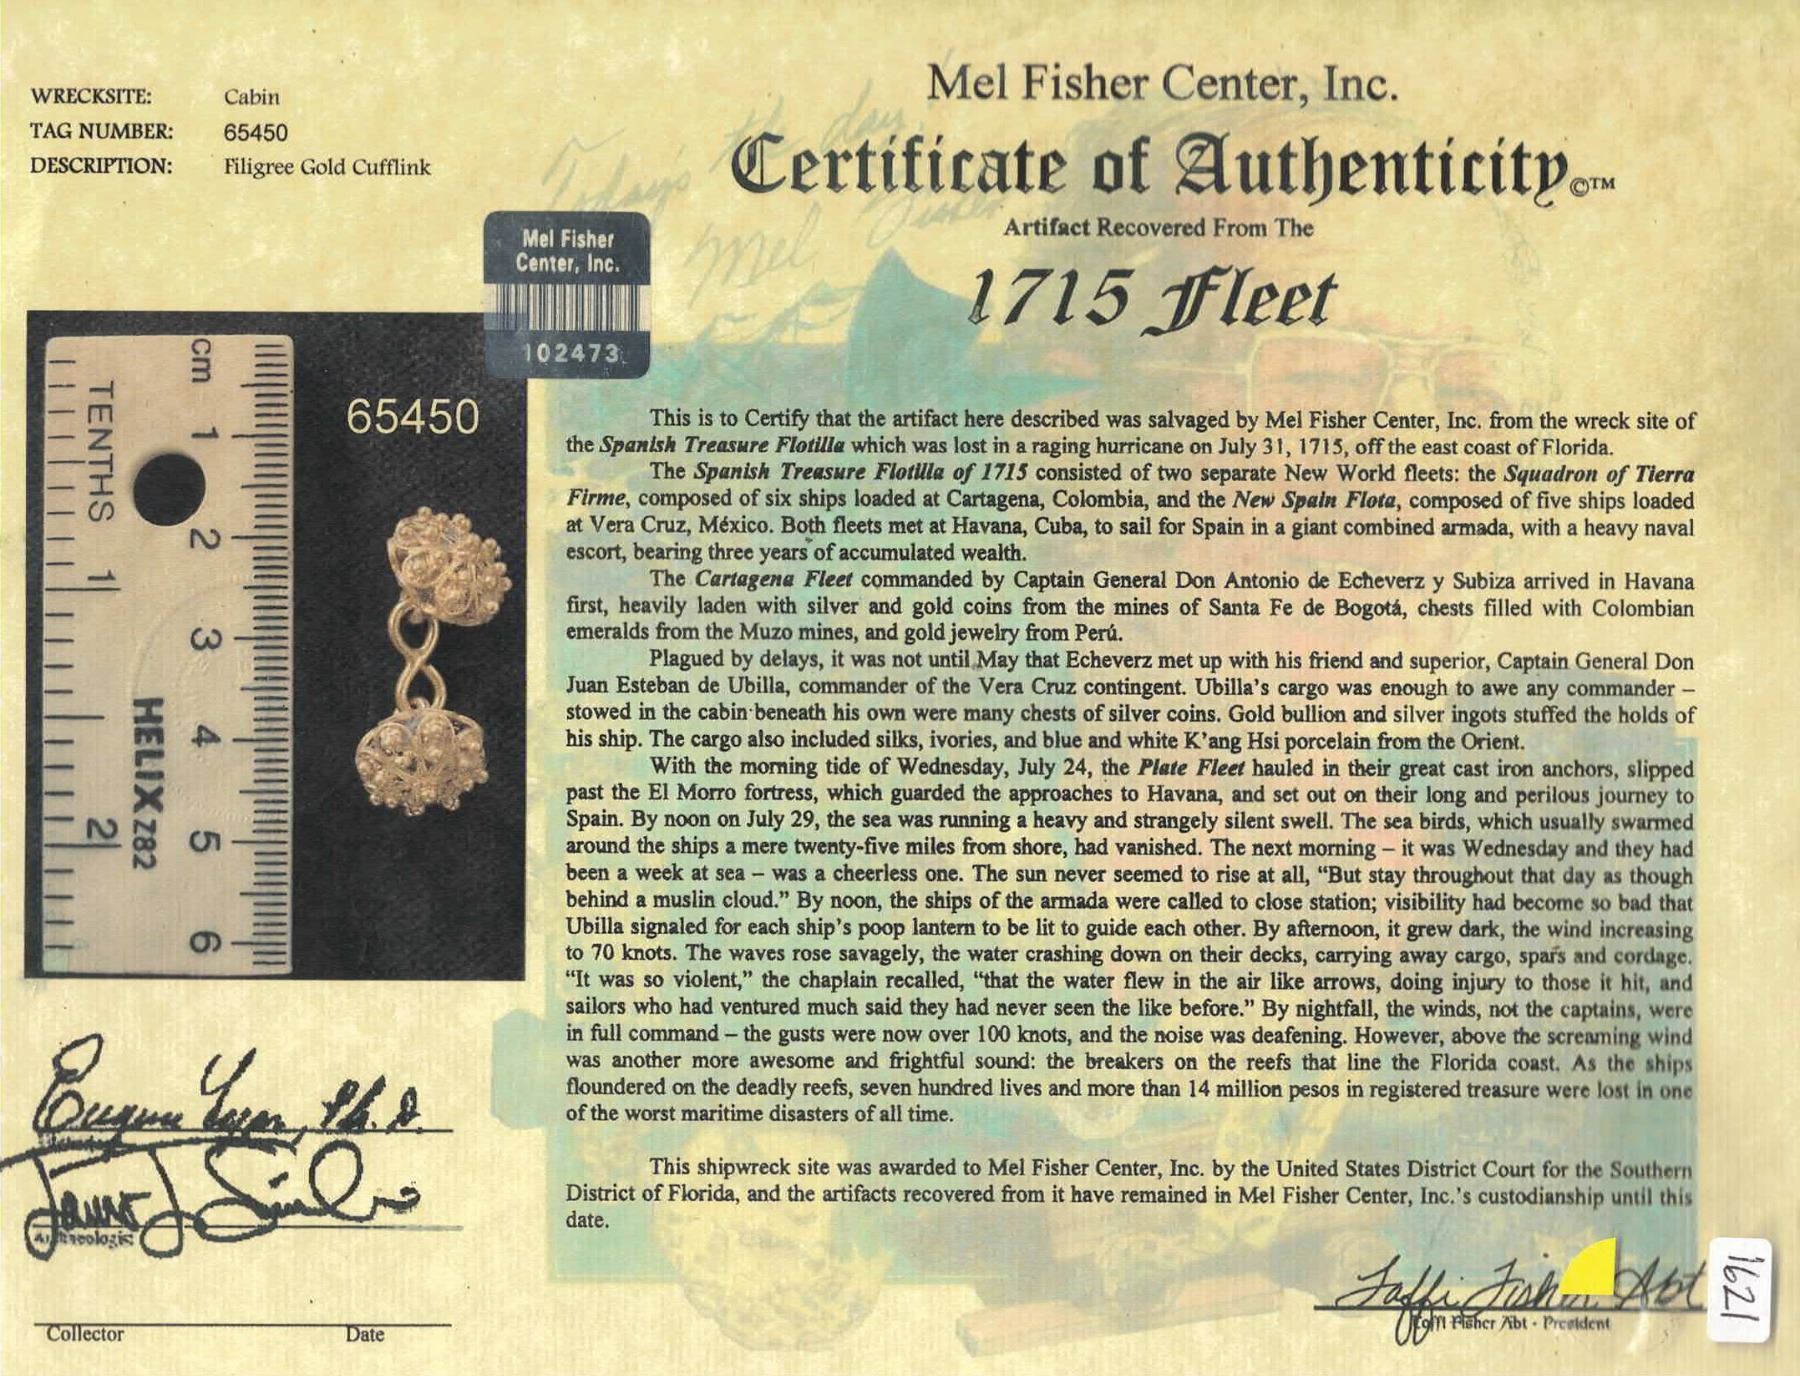 WRECKSITE: Cabin
TAG NUMBER: 65450
DESCRIPTION: Filigree Gold Cufflink
Mel Fisher Center, Inc.
Certificate of Authenticity©™
Artifact Recovered From The
1715 Fleet
Today's the day
Mel Fisher
Mel Fisher
Center, Inc.
102473
65450
cm
1
2
3
4
5
6
TENTHS
1
2
HELIX Z82
This is to Certify that the artifact here described was salvaged by Mel Fisher Center, Inc. from the wreck site of
the Spanish Treasure Flotilla which was lost in a raging hurricane on July 31, 1715, off the east coast of Florida.
The Spanish Treasure Flotilla of 1715 consisted of two separate New World fleets: the Squadron of Tierra
Firme, composed of six ships loaded at Cartagena, Colombia, and the New Spain Flota, composed of five ships loaded
at Vera Cruz, México. Both fleets met at Havana, Cuba, to sail for Spain in a giant combined armada, with a heavy naval
escort, bearing three years of accumulated wealth.
The Cartagena Fleet commanded by Captain General Don Antonio de Echeverz y Subiza arrived in Havana
first, heavily laden with silver and gold coins from the mines of Santa Fe de Bogotá, chests filled with Colombian
emeralds from the Muzo mines, and gold jewelry from Perú.
Plagued by delays, it was not until May that Echeverz met up with his friend and superior, Captain General Don
Juan Esteban de Ubilla, commander of the Vera Cruz contingent. Ubilla's cargo was enough to awe any commander –
stowed in the cabin beneath his own were many chests of silver coins. Gold bullion and silver ingots stuffed the holds of
his ship. The cargo also included silks, ivories, and blue and white K'ang Hsi porcelain from the Orient.
With the morning tide of Wednesday, July 24, the Plate Fleet hauled in their great cast iron anchors, slipped
past the El Morro fortress, which guarded the approaches to Havana, and set out on their long and perilous journey to
Spain. By noon on July 29, the sea was running a heavy and strangely silent swell. The sea birds, which usually swarmed
around the ships a mere twenty-five miles from shore, had vanished. The next morning – it was Wednesday and they had
been a week at sea – was a cheerless one. The sun never seemed to rise at all, “But stay throughout that day as though
behind a muslin cloud.” By noon, the ships of the armada were called to close station; visibility had become so bad that
Ubilla signaled for each ship's poop lantern to be lit to guide each other. By afternoon, it grew dark, the wind increasing
to 70 knots. The waves rose savagely, the water crashing down on their decks, carrying away cargo, spars and cordage.
“It was so violent,” the chaplain recalled, “that the water flew in the air like arrows, doing injury to those it hit, and
sailors who had ventured much said they had never seen the like before.” By nightfall, the winds, not the captains, were
in full command – the gusts were now over 100 knots, and the noise was deafening. However, above the screaming wind
was another more awesome and frightful sound: the breakers on the reefs that line the Florida coast. As the ships
floundered on the deadly reefs, seven hundred lives and more than 14 million pesos in registered treasure were lost in one
of the worst maritime disasters of all time.
This shipwreck site was awarded to Mel Fisher Center, Inc. by the United States District Court for the Southern
District of Florida, and the artifacts recovered from it have remained in Mel Fisher Center, Inc.'s custodianship until this
date.
Eugene Lyon, Ph.D.
Collector Date
Taffi Fisher Abt
Taffi Fisher Abt - President
1621